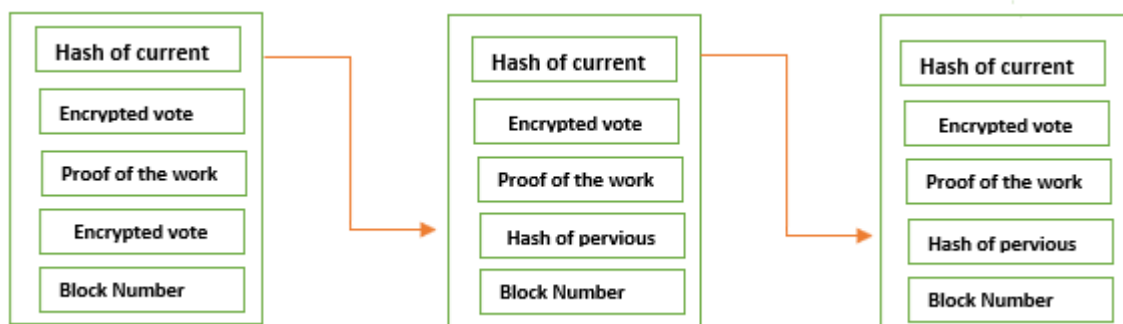 Hash of current
Encrypted vote
Proof of the work
Encrypted vote
Block Number
Hash of current
Encrypted vote
Proof of the work
Hash of pervious
Block Number
Hash of current
Encrypted vote
Proof of the work
Hash of pervious
Block Number